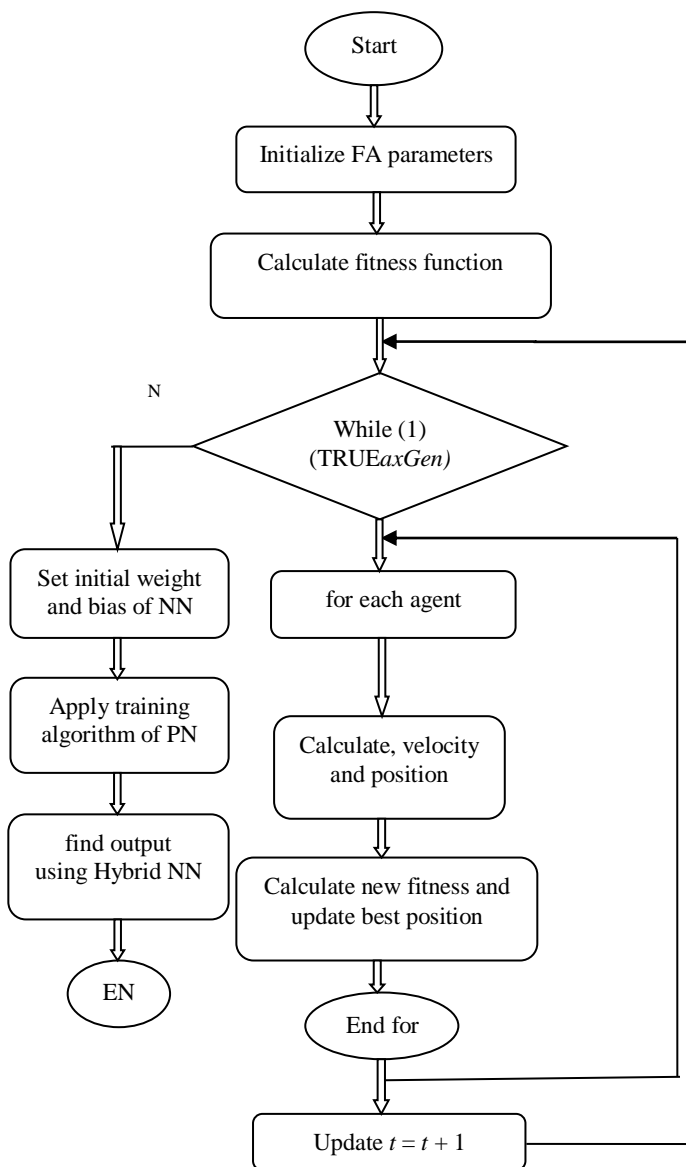 Start
Initialize FA parameters
Calculate fitness function
N
While (1)
(TRUEaxGen)
Set initial weight
and bias of NN
Apply training
algorithm of PN
find output
using Hybrid NN
EN
for each agent
Calculate, velocity
and position
Calculate new fitness and
update best position
End for
Update t = t + 1